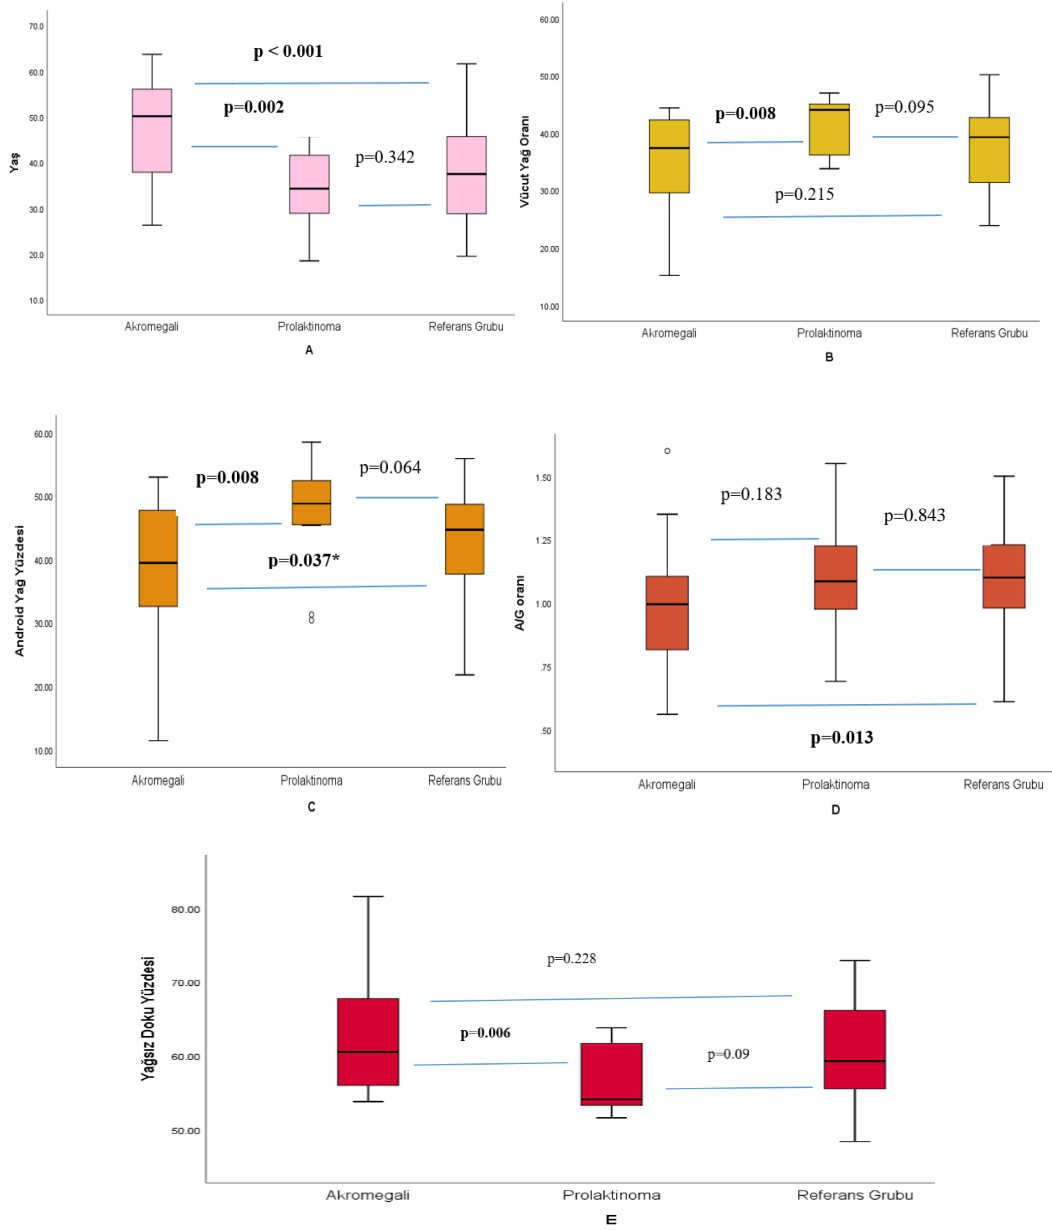 Yaş
70.0
60.0
50.0
40.0
30.0
20.0
10.0
p < 0.001
p=0.002
p=0.342
Akromegali Prolaktinoma Referans Grubu
A
Vücut Yağ Oranı
60.00
50.00
40.00
30.00
20.00
10.00
p=0.008
p=0.095
p=0.215
Akromegali Prolaktinoma Referans Grubu
B
Android Yağ Yüzdesi
60.00
50.00
40.00
30.00
20.00
10.00
p=0.008
p=0.064
p=0.037*
Akromegali Prolaktinoma Referans Grubu
C
A/G oranı
1.50
1.25
1.00
.75
.50
p=0.183
p=0.843
p=0.013
Akromegali Prolaktinoma Referans Grubu
D
Yağsız Doku Yüzdesi
80.00
70.00
60.00
50.00
p=0.228
p=0.006
p=0.09
Akromegali Prolaktinoma Referans Grubu
E